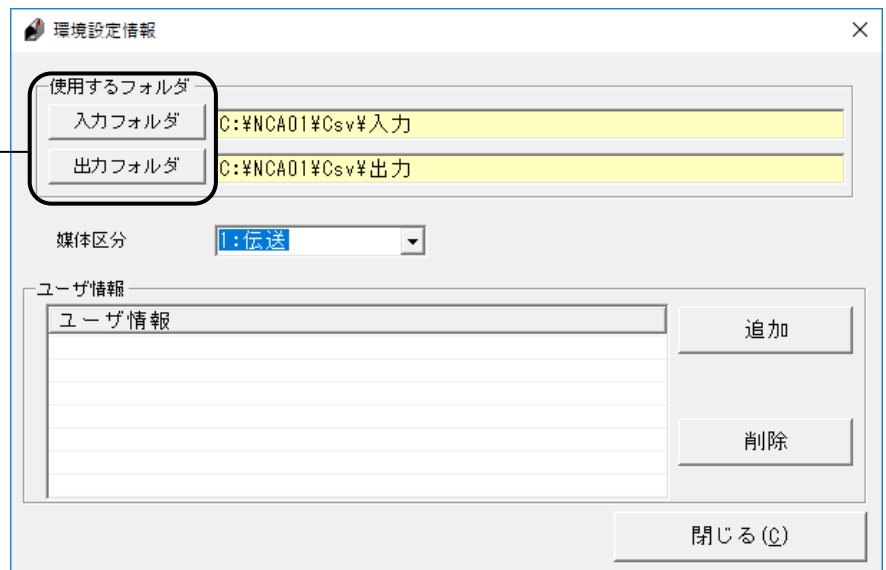 環境設定情報
使用するフォルダ
入力フォルダ C:¥NCA01¥Csv¥入力
出力フォルダ C:¥NCA01¥Csv¥出力
媒体区分 1:伝送
ユーザ情報
ユーザ情報
追加
削除
閉じる(C)